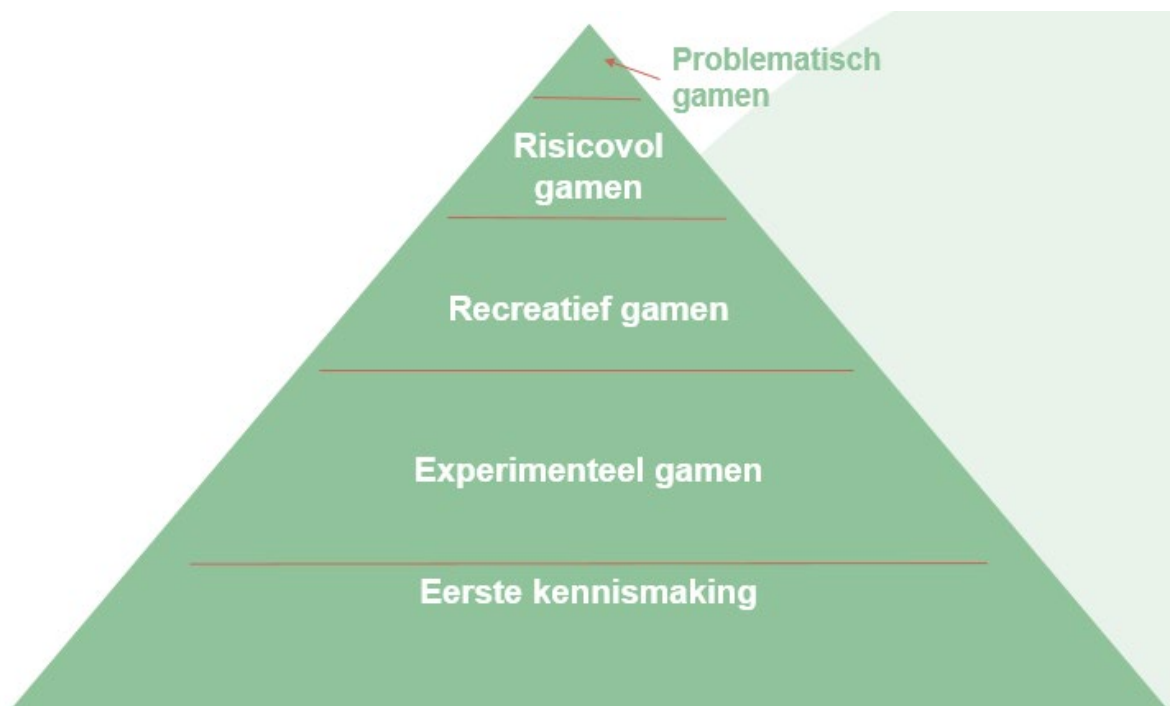 Problematisch
gamen
Risicovol
gamen
Recreatief gamen
Experimenteel gamen
Eerste kennismaking